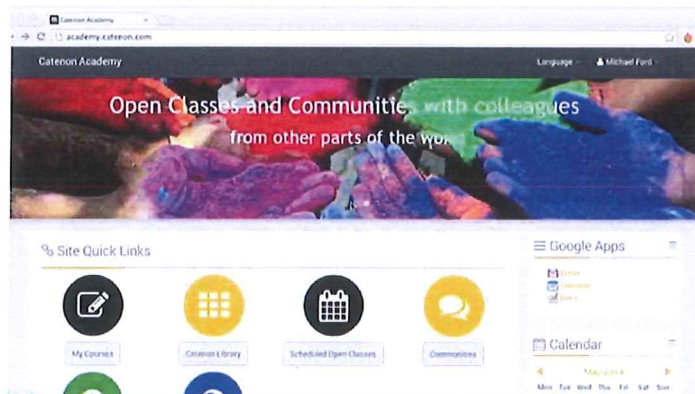 Catenon Academy
academy.catenon.com
Catenon Academy
Language
Michael Ford
Open Classes and Communities with colleagues
from other parts of the
Site Quick Links
My Courses
Catenon Library
Scheduled Open Classes
Communities
Google Apps
Calendar
May 2014
Mon Tue Wed Thu Fri Sat Sun